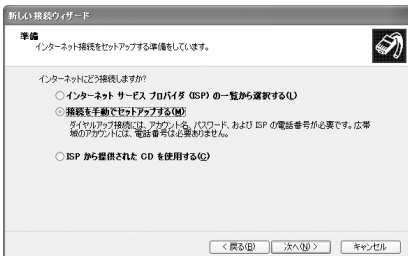 新しい接続ウィザード
準備
インターネット接続をセットアップする準備をしています。
インターネットにどう接続しますか?
インターネット サービス プロバイダ (ISP) の一覧から選択する(L)
接続を手動でセットアップする(M)
ダイヤルアップ接続には、アカウント名、パスワード、および ISP の電話番号が必要です。広帯
域のアカウントには、電話番号は必要ありません。
ISP から提供された CD を使用する(C)
< 戻る(B)
次へ(N) >
キャンセル